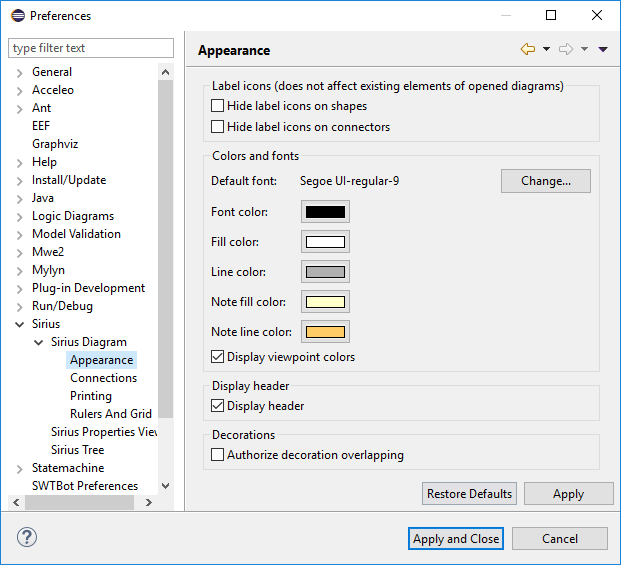 Preferences
type filter text
General
Acceleo
Ant
EEF
Graphviz
Help
Install/Update
Java
Logic Diagrams
Model Validation
Mwe2
Mylyn
Plug-in Development
Run/Debug
Sirius
Sirius Diagram
Appearance
Connections
Printing
Rulers And Grid
Sirius Properties View
Sirius Tree
Statemachine
SWTBot Preferences
Appearance
Label icons (does not affect existing elements of opened diagrams)
Hide label icons on shapes
Hide label icons on connectors
Colors and fonts
Default font: Segoe UI-regular-9 Change...
Font color:
Fill color:
Line color:
Note fill color:
Note line color:
Display viewpoint colors
Display header
Display header
Decorations
Authorize decoration overlapping
Restore Defaults Apply
? Apply and Close Cancel